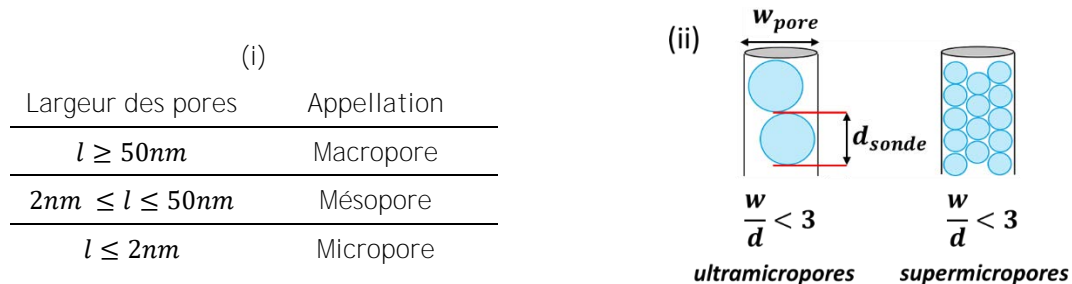 (i)
Largeur des pores Appellation
l ≥ 50nm Macropore
2nm ≤ l ≤ 50nm Mésopore
l ≤ 2nm Micropore
(ii)
w_pore
d_sonde
w/d < 3 w/d < 3
ultramicropores supermicropores